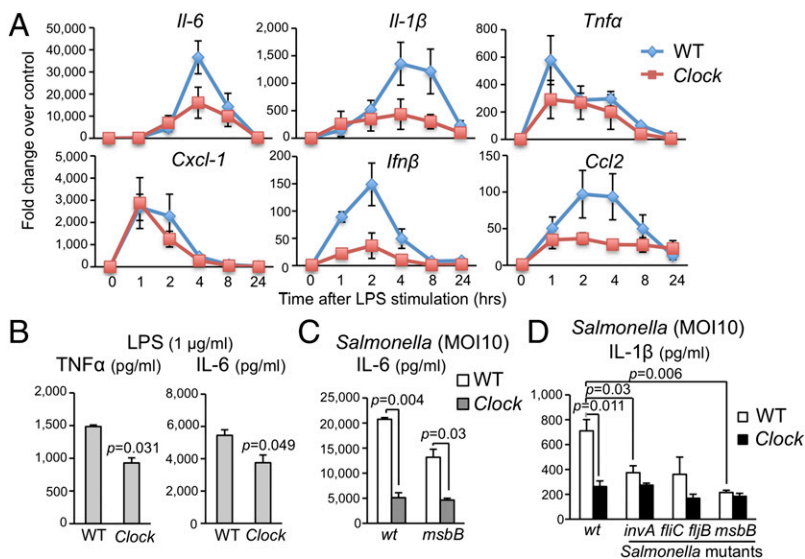 A
Il-6
Il-1β
Tnfα
Fold change over control
50,000
40,000
30,000
20,000
10,000
0
2,000
1,500
1,000
500
0
800
600
400
200
0
WT
Clock
Cxcl-1
Ifnβ
Ccl2
5,000
4,000
3,000
2,000
1,000
0
200
150
100
50
0
150
100
50
0
0 1 2 4 8 24
0 1 2 4 8 24
0 1 2 4 8 24
Time after LPS stimulation (hrs)
B
LPS (1 µg/ml)
TNFα (pg/ml)
IL-6 (pg/ml)
2,000
1,500
1,000
500
0
p=0.031
WT Clock
8,000
6,000
4,000
2,000
0
p=0.049
WT Clock
C
Salmonella (MOI10)
IL-6 (pg/ml)
WT
Clock
25,000
20,000
15,000
10,000
5,000
0
p=0.004
p=0.03
wt msbB
D
Salmonella (MOI10)
IL-1β (pg/ml)
p=0.006
p=0.03
p=0.011
WT
Clock
1,000
800
600
400
200
0
wt invA fliC fljB msbB
Salmonella mutants